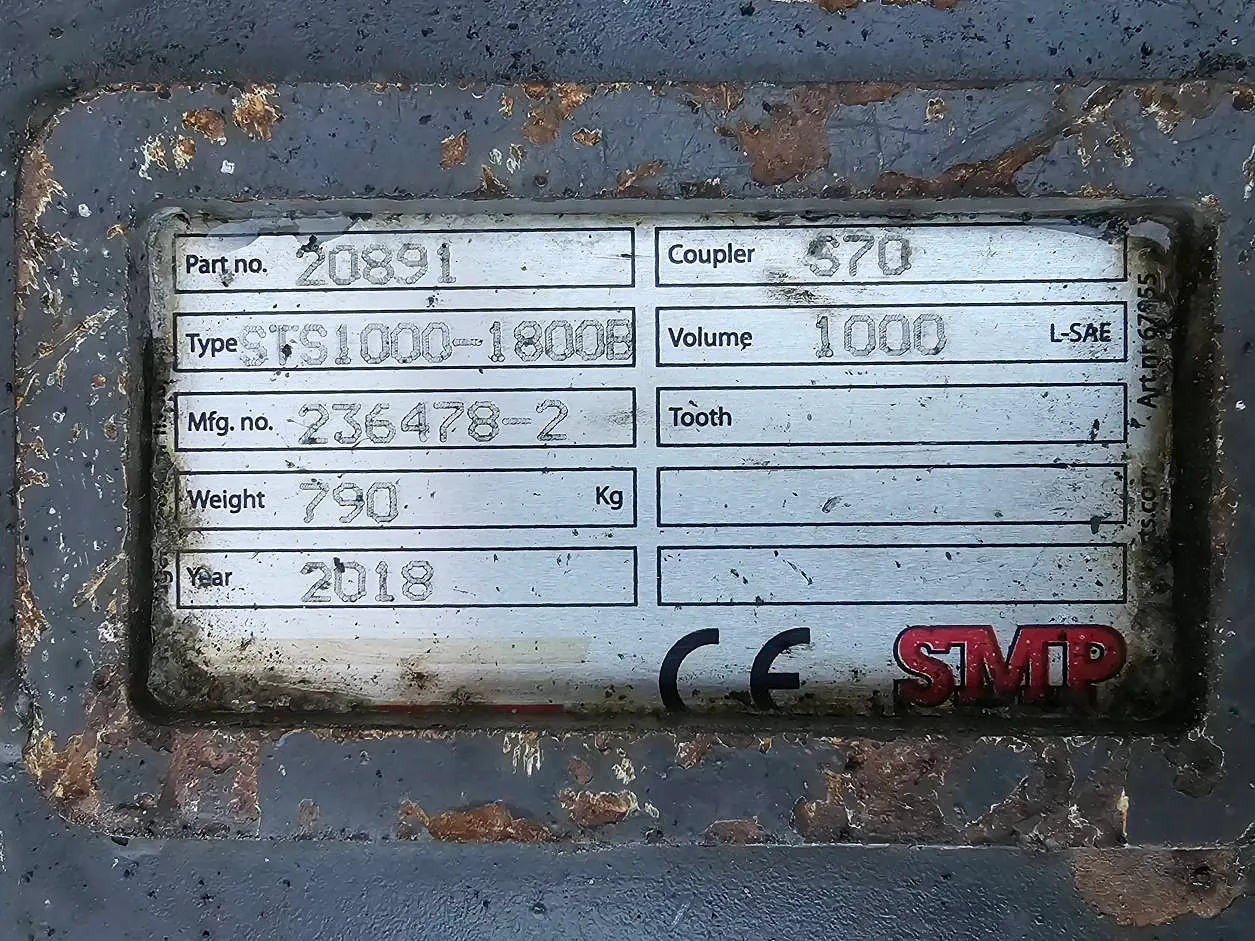 Part no. 20891
Coupler S70
Type STS1000-1800B
Volume 1000 L-SAE
Mfg. no. 236478-2
Tooth
Weight 790 Kg
Year 2018
CE SMP